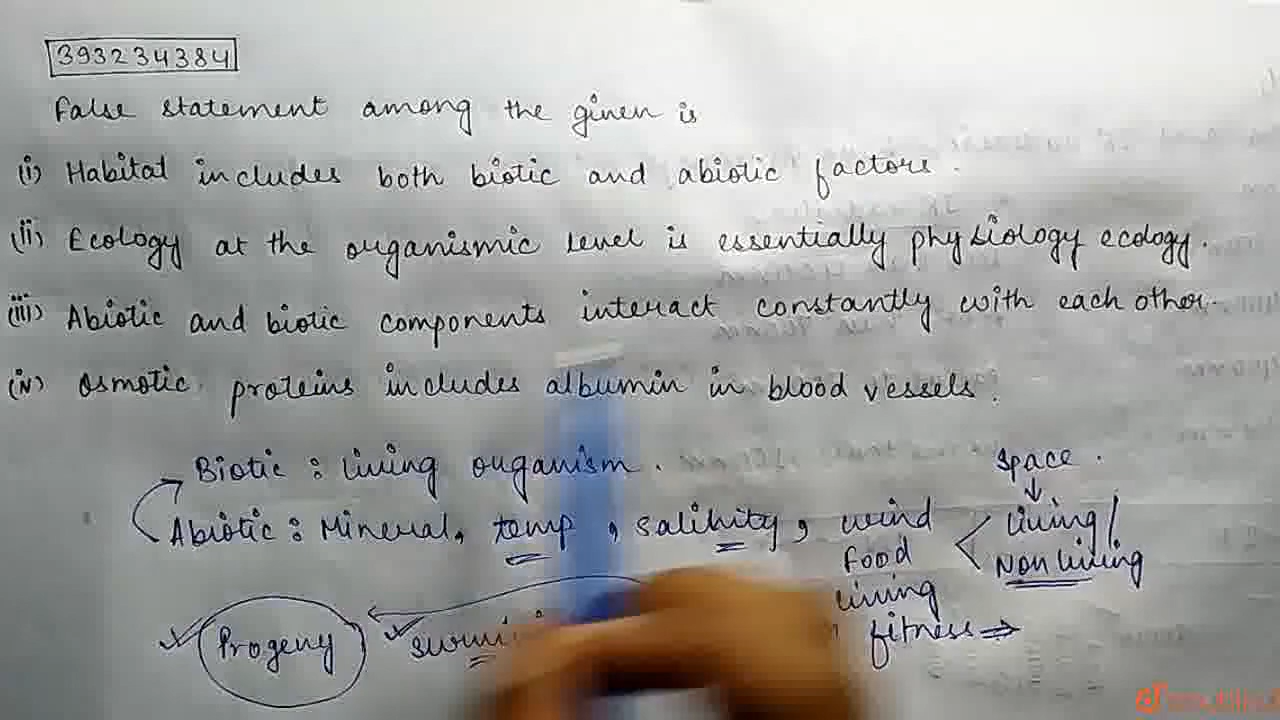 393234384
False statement among the given is
(i) Habitat includes both biotic and abiotic factors.
(ii) Ecology at the organismic level is essentially physiology ecology.
(iii) Abiotic and biotic components interact constantly with each other.
(iv) Osmotic proteins includes albumin in blood vessels.
Biotic : living organism.
space.
Abiotic : Mineral, temp, salinity, wind
living/
Non living
food
living
Progeny
fitness